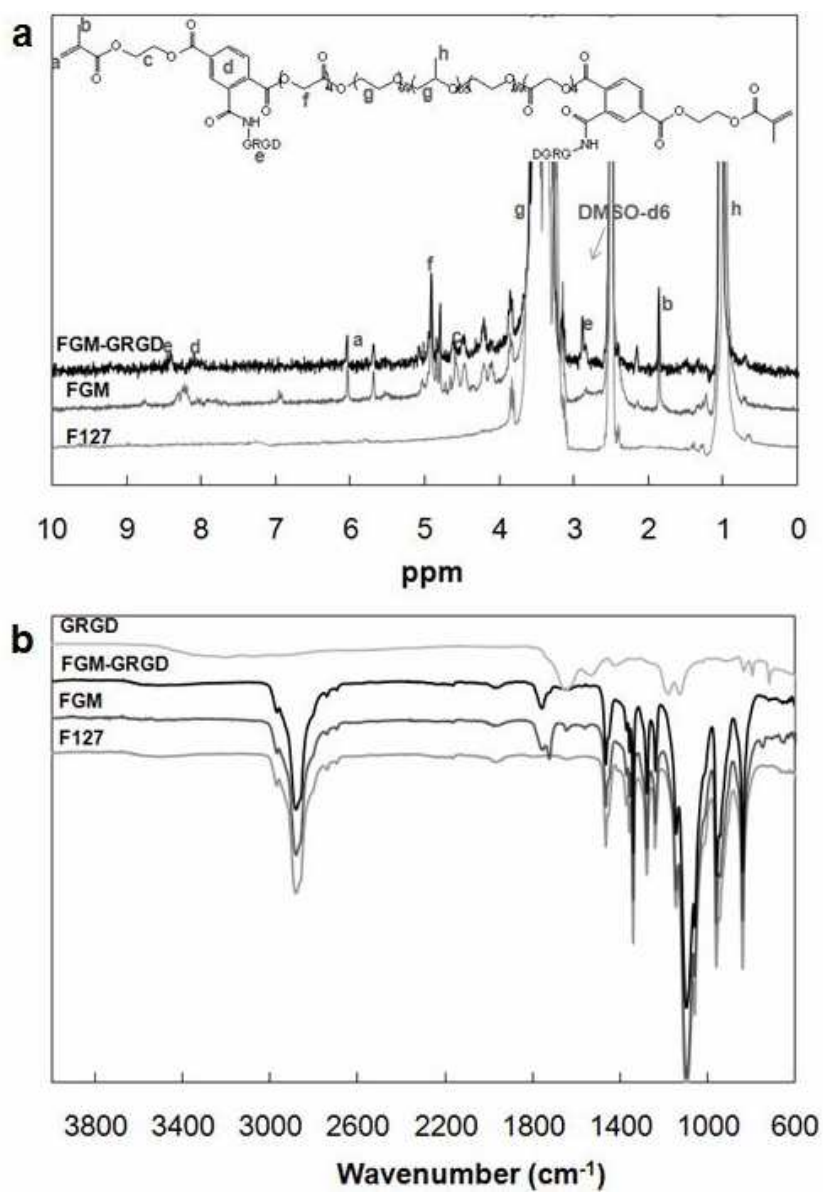 a
b
a
c
d
e
f
g
g
h
O
O
O
O
O
O
O
O
NH
GRGD
DGRG
NH
g
DMSO-d6
h
f
FGM-GRGD
e
d
a
c
e
b
FGM
F127
10 9 8 7 6 5 4 3 2 1 0
ppm
b
GRGD
FGM-GRGD
FGM
F127
3800 3400 3000 2600 2200 1800 1400 1000 600
Wavenumber (cm-1)